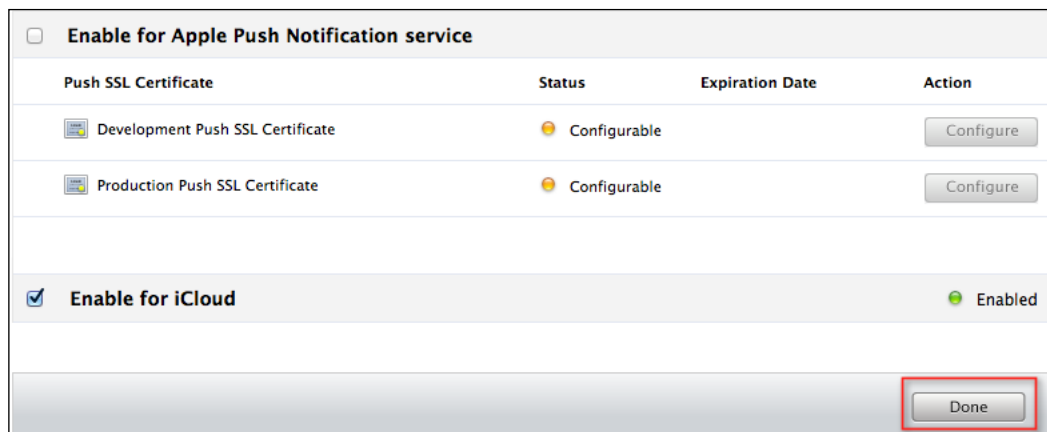 Enable for Apple Push Notification service
Push SSL Certificate Status Expiration Date Action
Development Push SSL Certificate Configurable Configure
Production Push SSL Certificate Configurable Configure
Enable for iCloud Enabled
Done